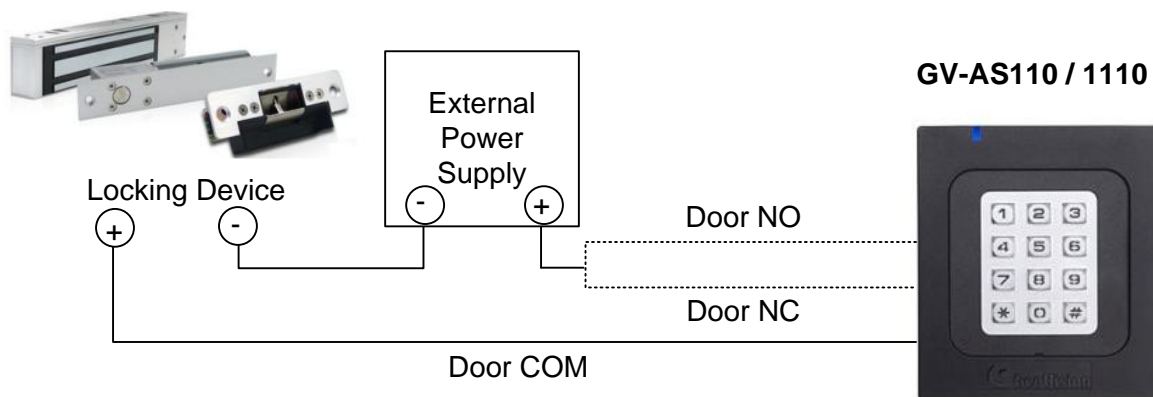 GV-AS110 / 1110
External
Power
Supply
Locking Device
+
-
-
+
Door NO
Door NC
Door COM
1 2 3
4 5 6
7 8 9
* 0 #
GeoVision